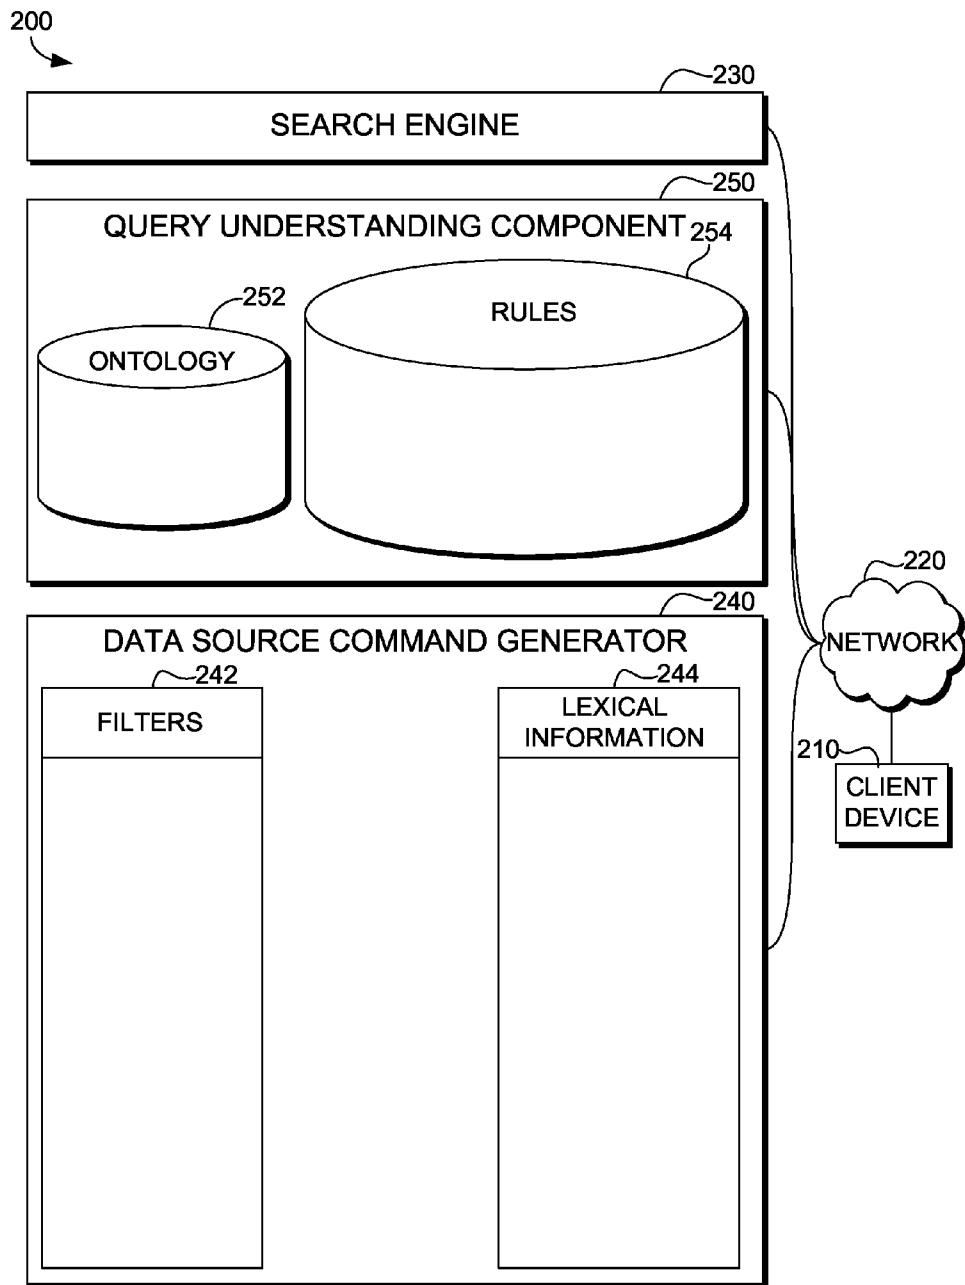 200
230
SEARCH ENGINE
250
QUERY UNDERSTANDING COMPONENT
254
252
RULES
ONTOLOGY
220
NETWORK
240
DATA SOURCE COMMAND GENERATOR
242
244
FILTERS
LEXICAL
INFORMATION
210
CLIENT
DEVICE